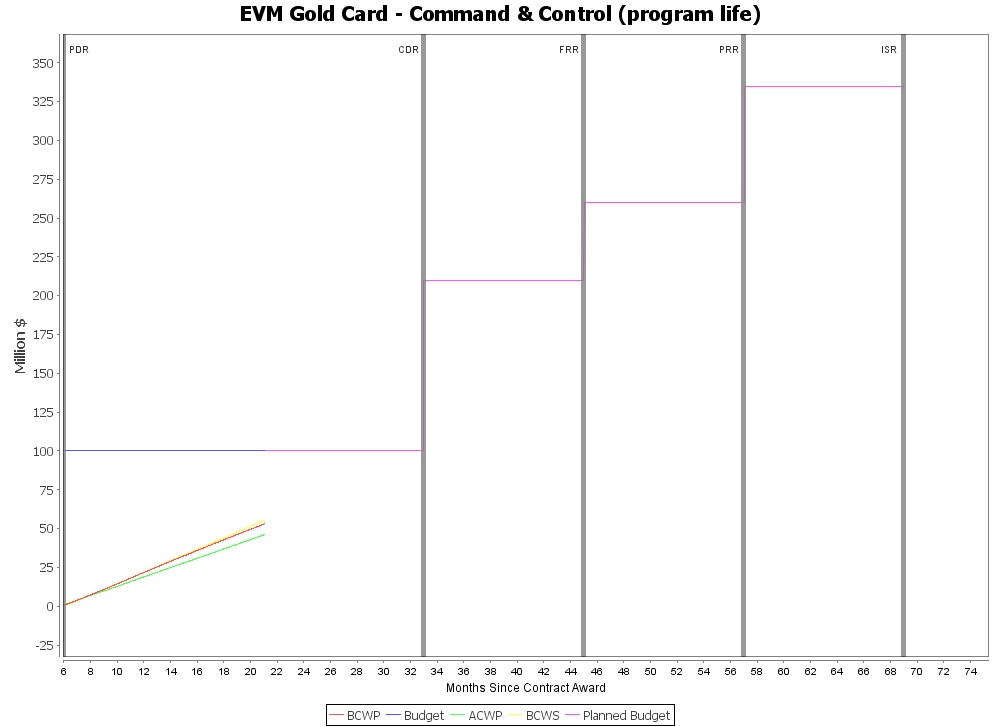 EVM Gold Card - Command & Control (program life)
PDR CDR FRR PRR ISR
350
325
300
275
250
225
200
175
150
125
100
75
50
25
0
-25
Million $
6 8 10 12 14 16 18 20 22 24 26 28 30 32 34 36 38 40 42 44 46 48 50 52 54 56 58 60 62 64 66 68 70 72 74
Months Since Contract Award
BCWP Budget ACWP BCWS Planned Budget